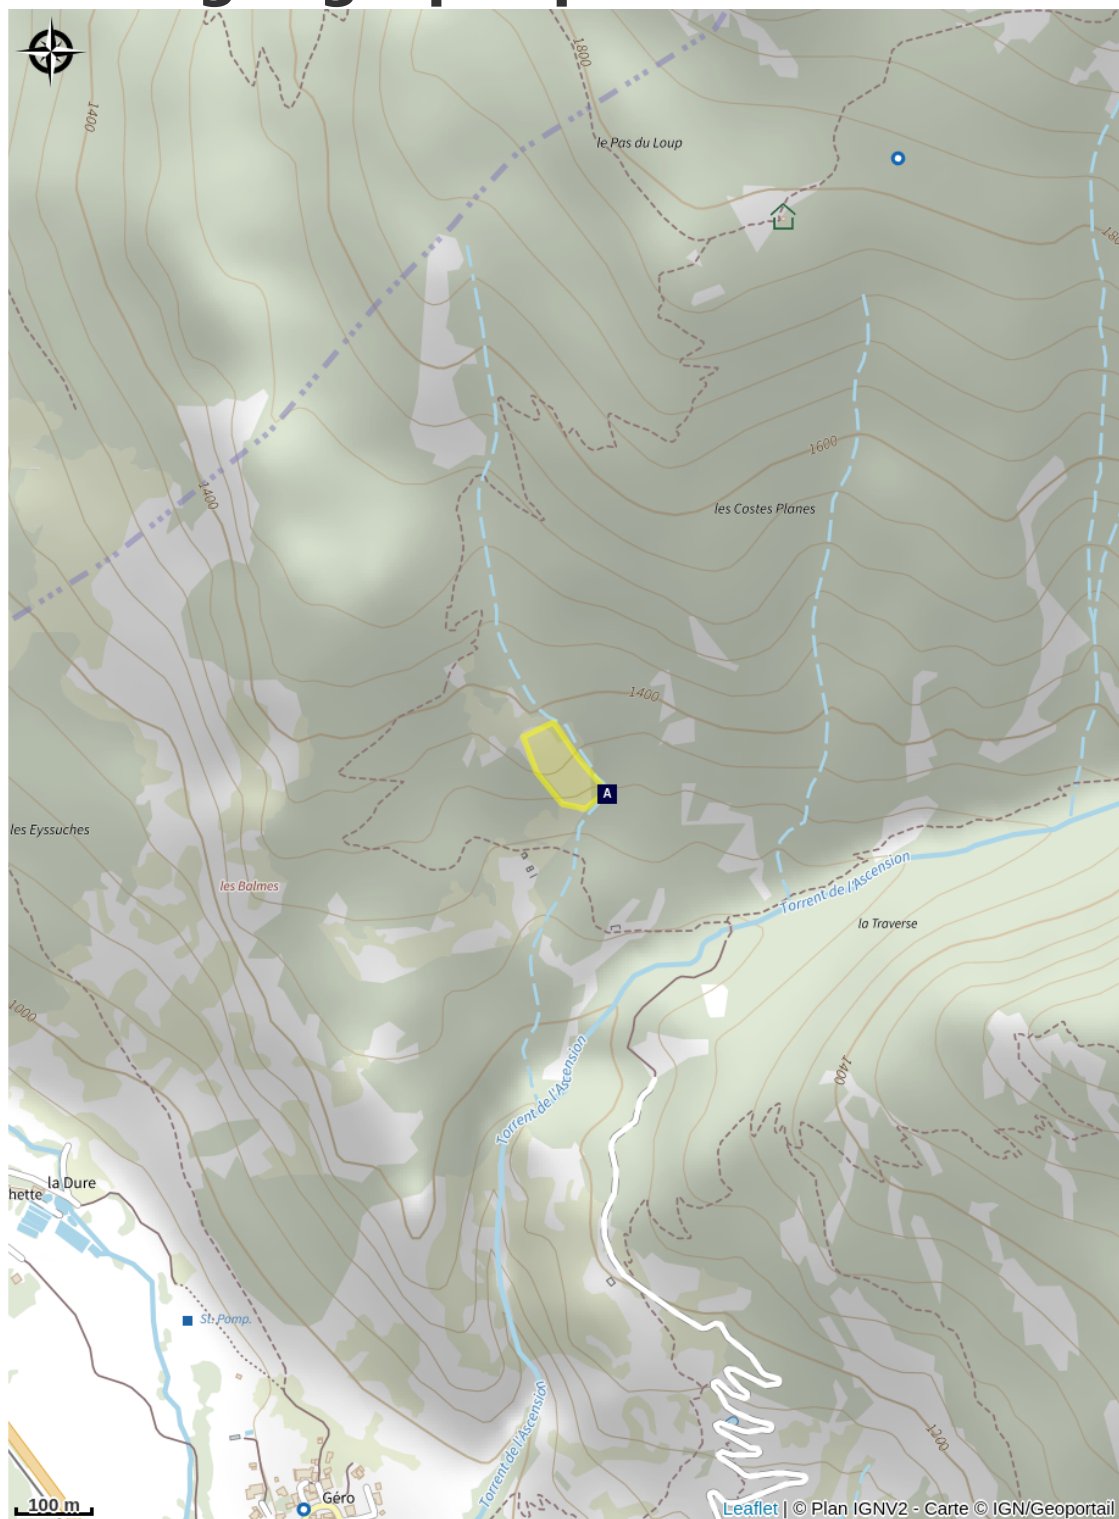 1800
1400
le Pas du Loup
1600
1400
les Costes Planes
1400
A
les Eyssuches
les Balmes
Torrent de l'Ascension
la Traverse
1000
1400
Torrent de l'Ascension
la Dure
hette
St. Pomp.
Torrent de l'Ascension
1200
Géro
100 m
Leaflet | © Plan IGNV2 - Carte © IGN/Geoportail